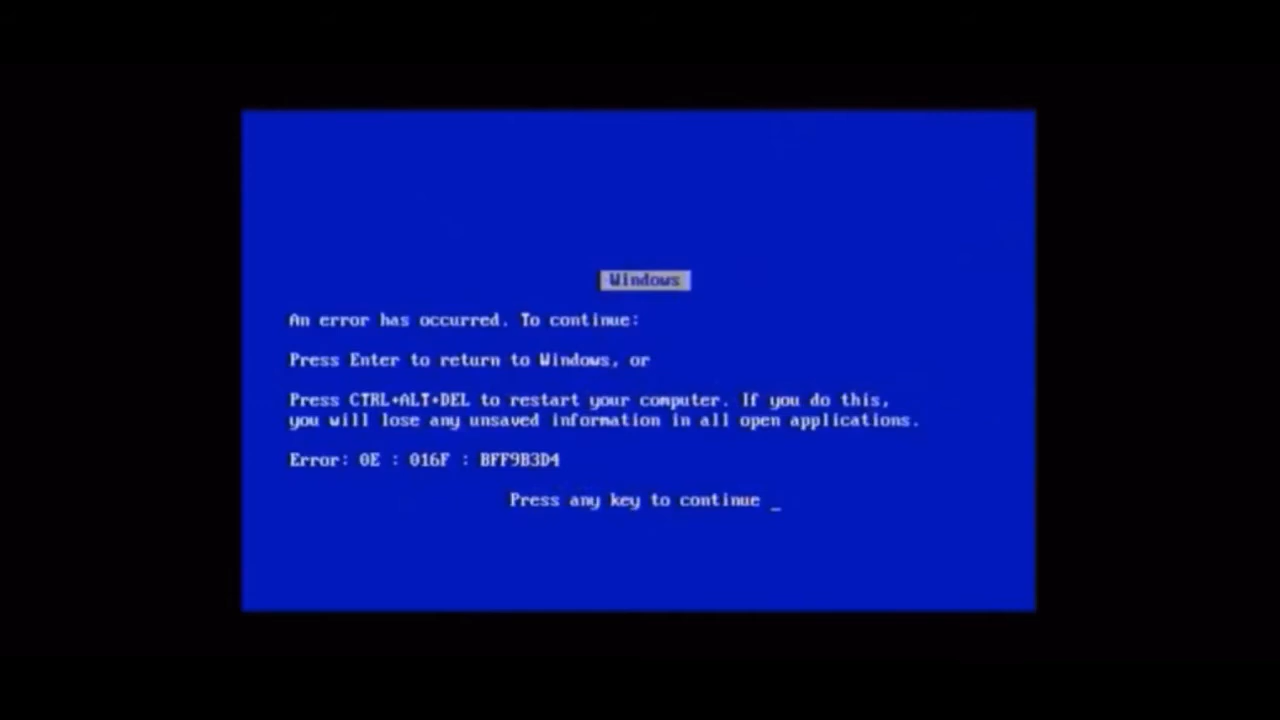 Windows
An error has occurred. To continue:
Press Enter to return to Windows, or
Press CTRL+ALT+DEL to restart your computer. If you do this,
you will lose any unsaved information in all open applications.
Error: 0E : 016F : BFF9B3D4
Press any key to continue _